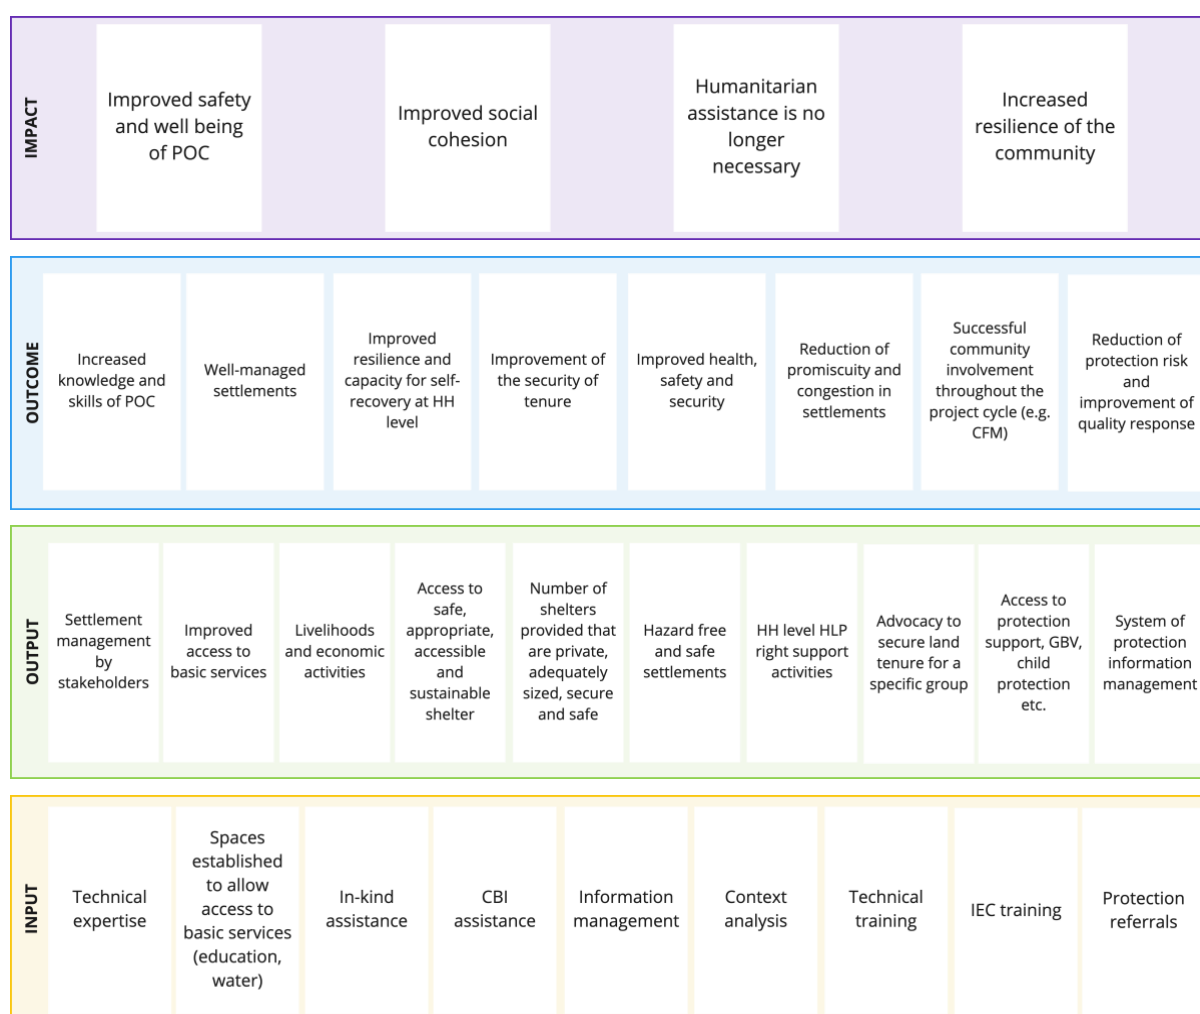 IMPACT
Improved safety
and well being
of POC
Improved social
cohesion
Humanitarian
assistance is no
longer
necessary
Increased
resilience of the
community
OUTCOME
Increased
knowledge and
skills of POC
Well-managed
settlements
Improved
resilience and
capacity for self-
recovery at HH
level
Improvement of
the security of
tenure
Improved health,
safety and
security
Reduction of
promiscuity and
congestion in
settlements
Successful
community
involvement
throughout the
project cycle (e.g.
CFM)
Reduction of
protection risk
and
improvement of
quality response
OUTPUT
Settlement
management
by
stakeholders
Improved
access to
basic services
Livelihoods
and economic
activities
Access to
safe,
appropriate,
accessible
and
sustainable
shelter
Number of
shelters
provided that
are private,
adequately
sized, secure
and safe
Hazard free
and safe
settlements
HH level HLP
right support
activities
Advocacy to
secure land
tenure for a
specific group
Access to
protection
support, GBV,
child
protection
etc.
System of
protection
information
management
INPUT
Technical
expertise
Spaces
established
to allow
access to
basic services
(education,
water)
In-kind
assistance
CBI
assistance
Information
management
Context
analysis
Technical
training
IEC training
Protection
referrals